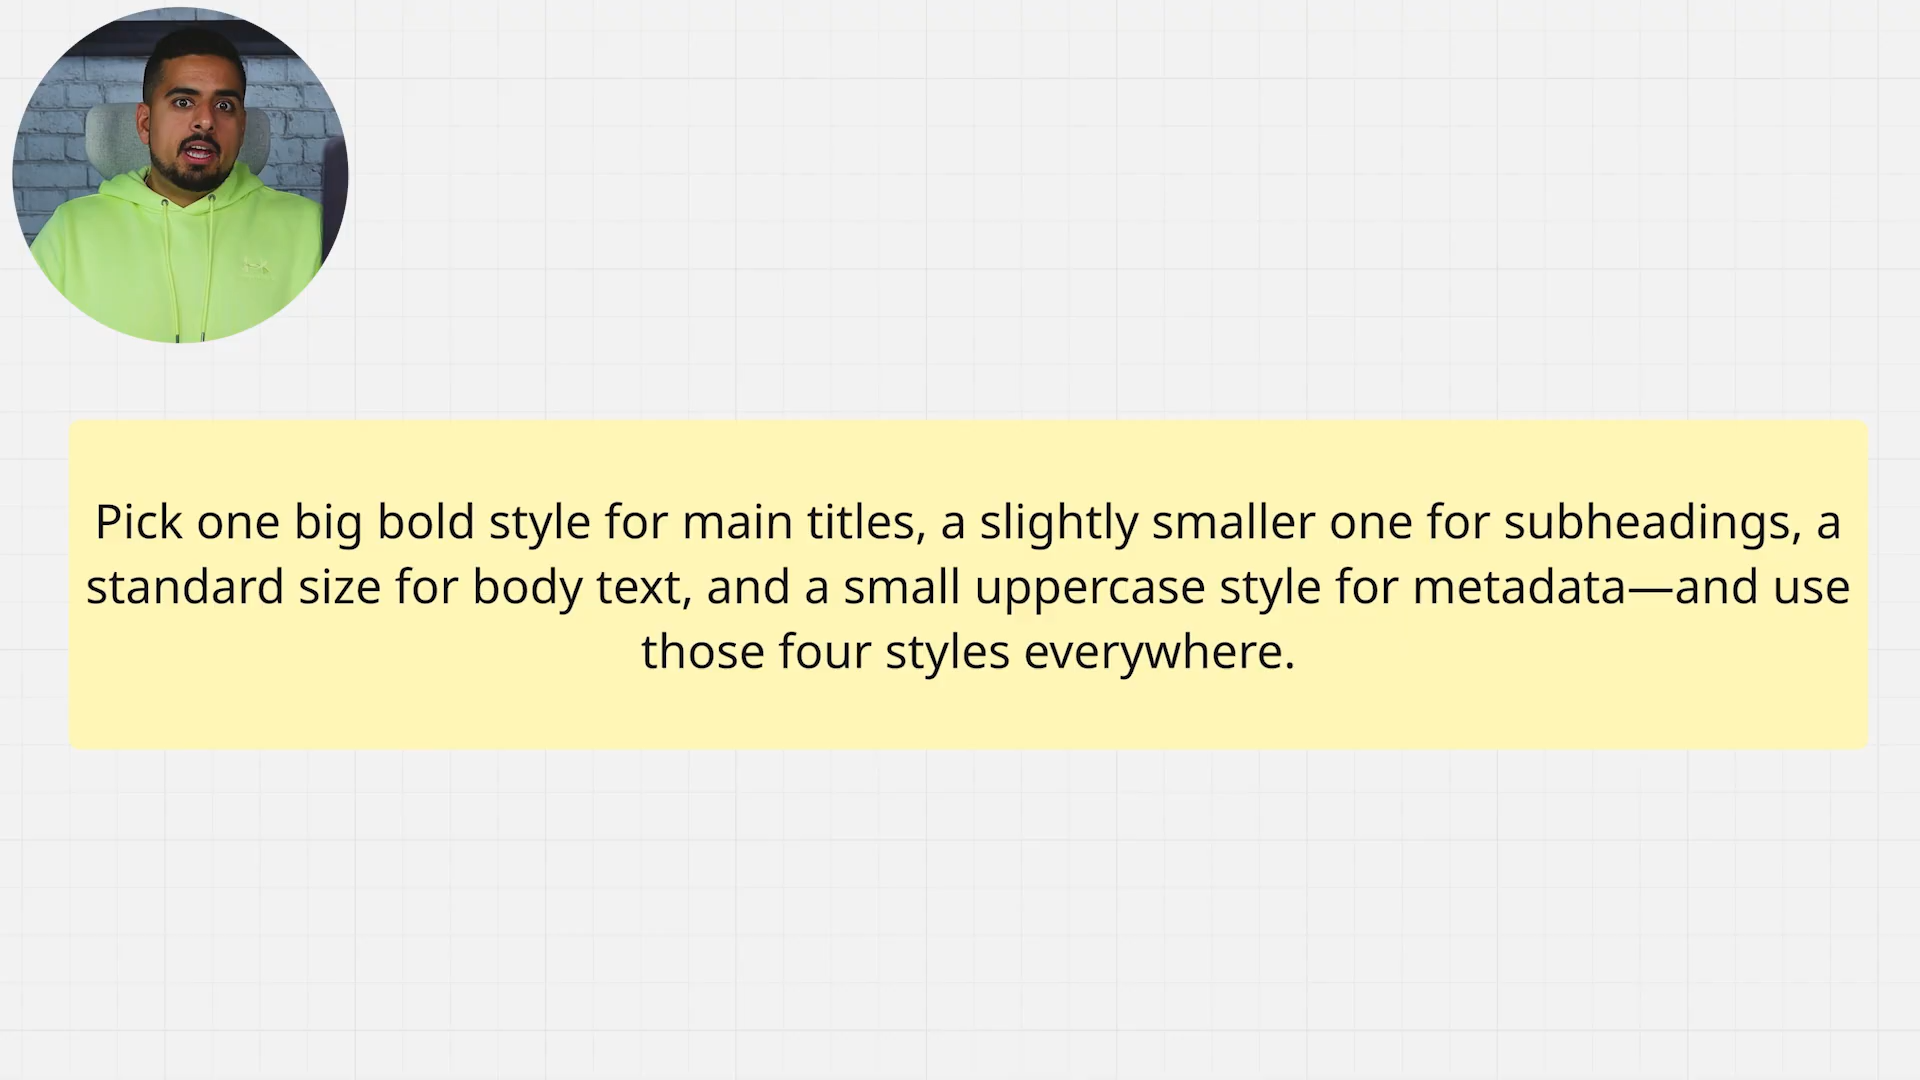 Pick one big bold style for main titles, a slightly smaller one for subheadings, a
standard size for body text, and a small uppercase style for metadata—and use
those four styles everywhere.